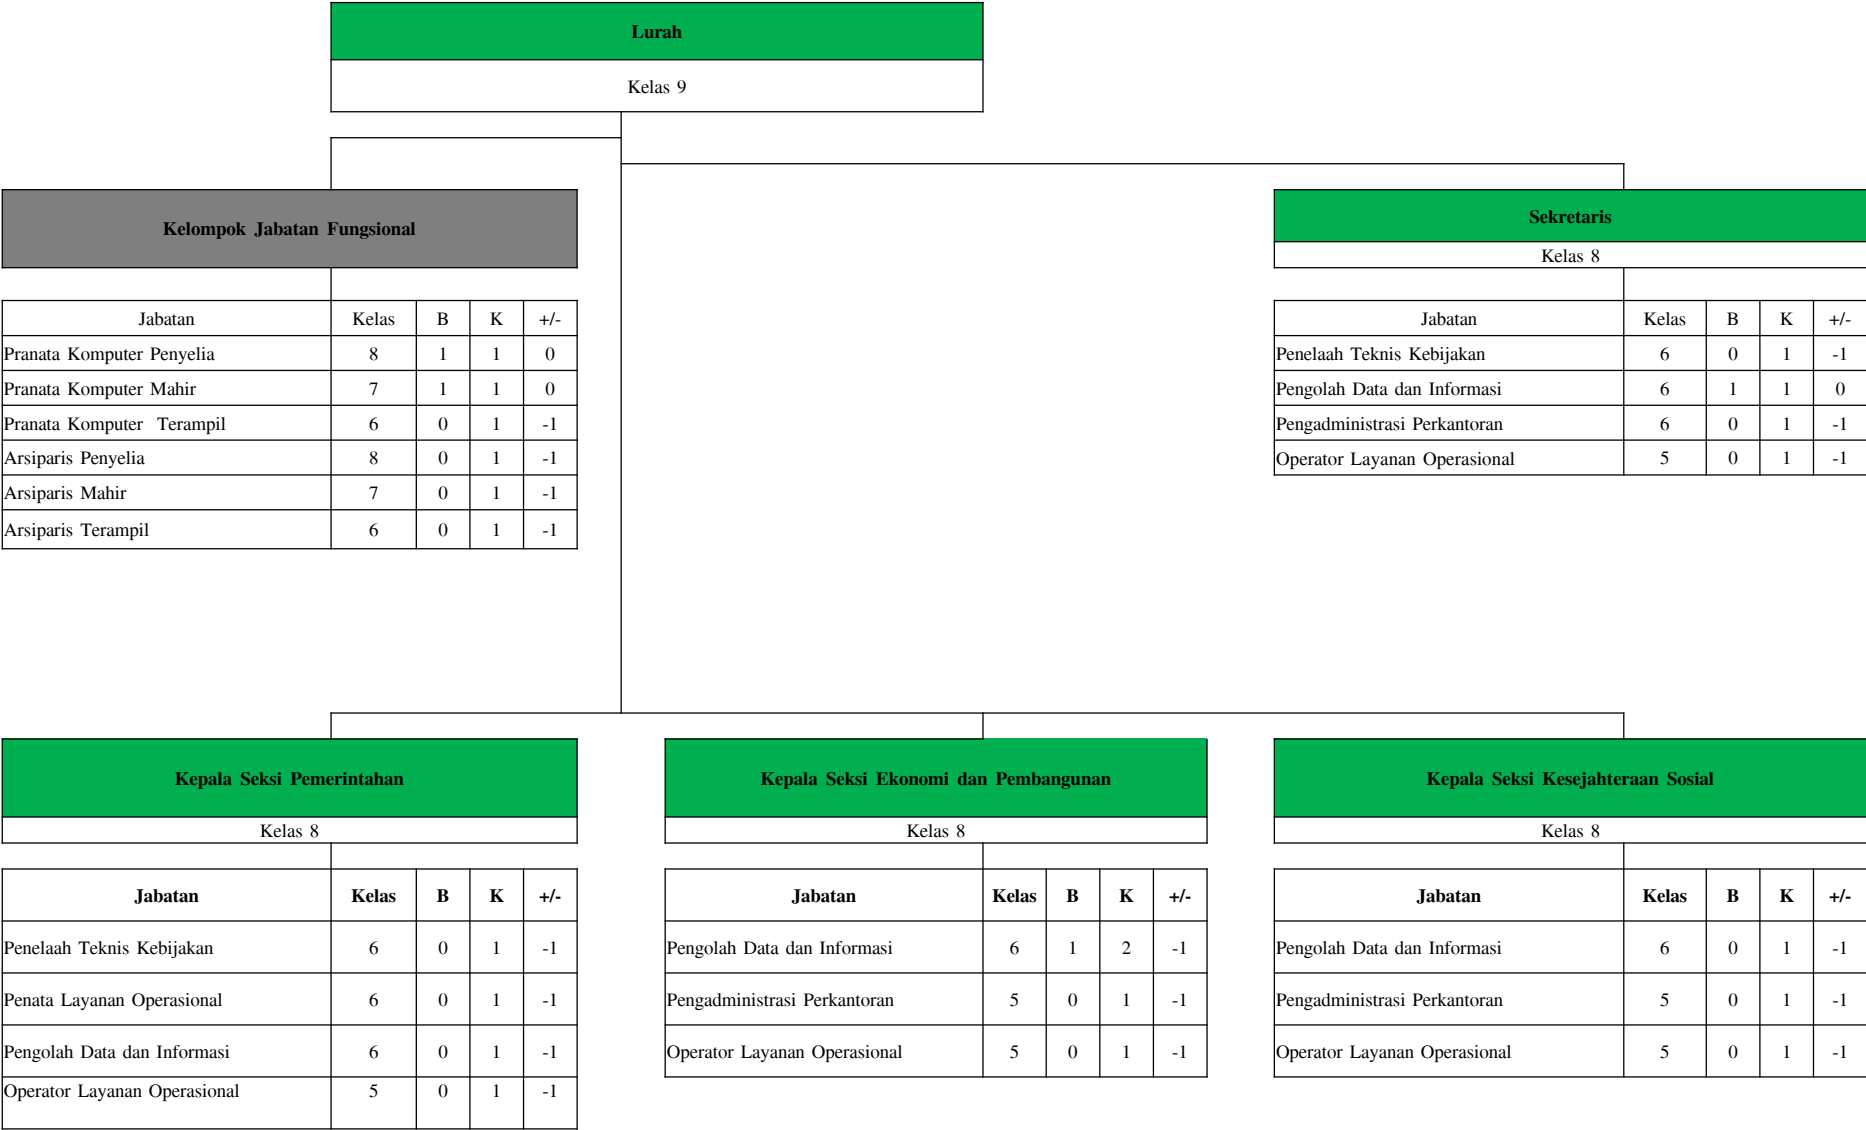 Lurah
Kelas 9
Kelompok Jabatan Fungsional
Jabatan Kelas B K +/-
Pranata Komputer Penyelia 8 1 1 0
Pranata Komputer Mahir 7 1 1 0
Pranata Komputer Terampil 6 0 1 -1
Arsiparis Penyelia 8 0 1 -1
Arsiparis Mahir 7 0 1 -1
Arsiparis Terampil 6 0 1 -1
Sekretaris
Kelas 8
Jabatan Kelas B K +/-
Penelaah Teknis Kebijakan 6 0 1 -1
Pengolah Data dan Informasi 6 1 1 0
Pengadministrasi Perkantoran 6 0 1 -1
Operator Layanan Operasional 5 0 1 -1
Kepala Seksi Pemerintahan
Kelas 8
Jabatan Kelas B K +/-
Penelaah Teknis Kebijakan 6 0 1 -1
Penata Layanan Operasional 6 0 1 -1
Pengolah Data dan Informasi 6 0 1 -1
Operator Layanan Operasional 5 0 1 -1
Kepala Seksi Ekonomi dan Pembangunan
Kelas 8
Jabatan Kelas B K +/-
Pengolah Data dan Informasi 6 1 2 -1
Pengadministrasi Perkantoran 5 0 1 -1
Operator Layanan Operasional 5 0 1 -1
Kepala Seksi Kesejahteraan Sosial
Kelas 8
Jabatan Kelas B K +/-
Pengolah Data dan Informasi 6 0 1 -1
Pengadministrasi Perkantoran 5 0 1 -1
Operator Layanan Operasional 5 0 1 -1